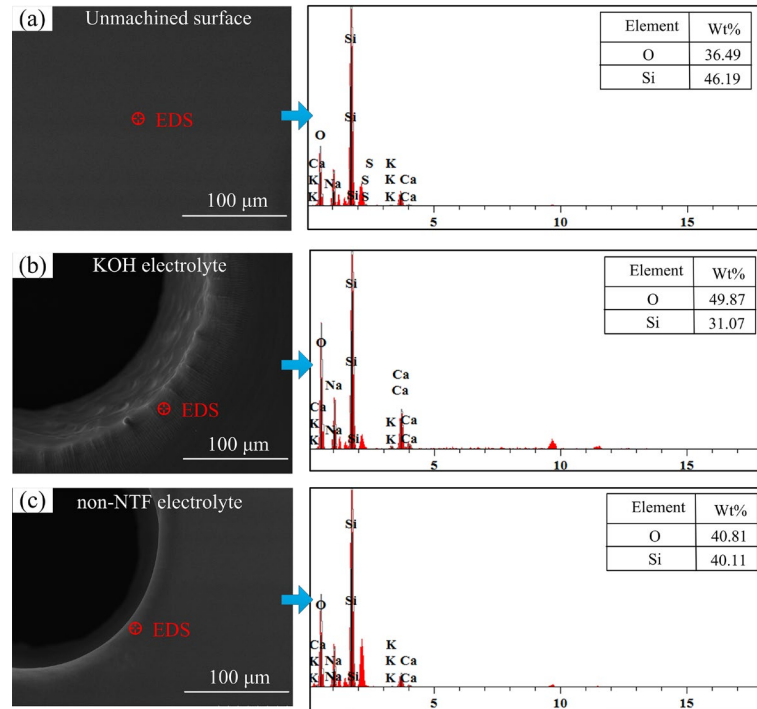 (a) Unmachined surface
EDS
100 μm
Si
Si
O
Ca
K
K
Na
S
S
S
K
K
K
Si
Ca
Ca
5
10
15
Element Wt%
O 36.49
Si 46.19
(b) KOH electrolyte
EDS
100 μm
Si
Si
O
Na
Ca
K
K
Na
Si
Ca
Ca
K
K
Ca
Ca
5
10
15
Element Wt%
O 49.87
Si 31.07
(c) non-NTF electrolyte
EDS
100 μm
Si
Si
O
Ca
K
K
Na
Na
Si
K
K
K
Ca
Ca
5
10
15
Element Wt%
O 40.81
Si 40.11